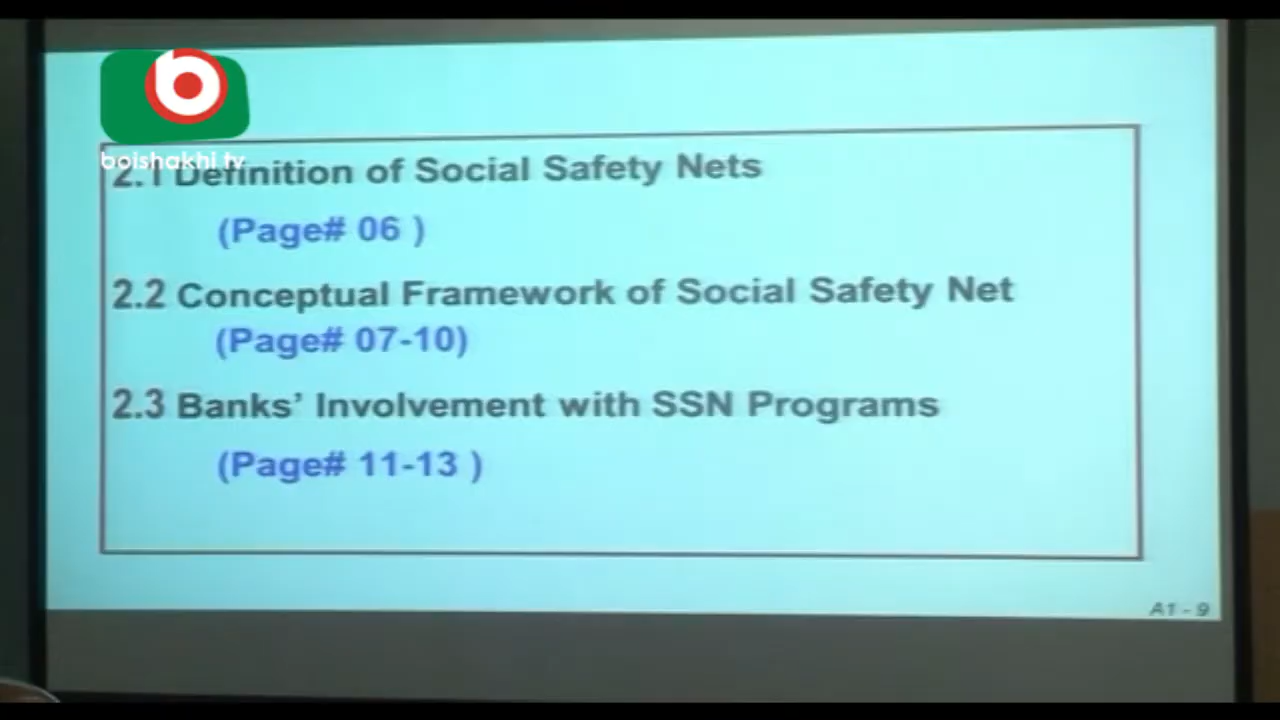 boishakhi tv
2.1 Definition of Social Safety Nets
(Page# 06 )
2.2 Conceptual Framework of Social Safety Net
(Page# 07-10)
2.3 Banks’ Involvement with SSN Programs
(Page# 11-13 )
A1 - 9